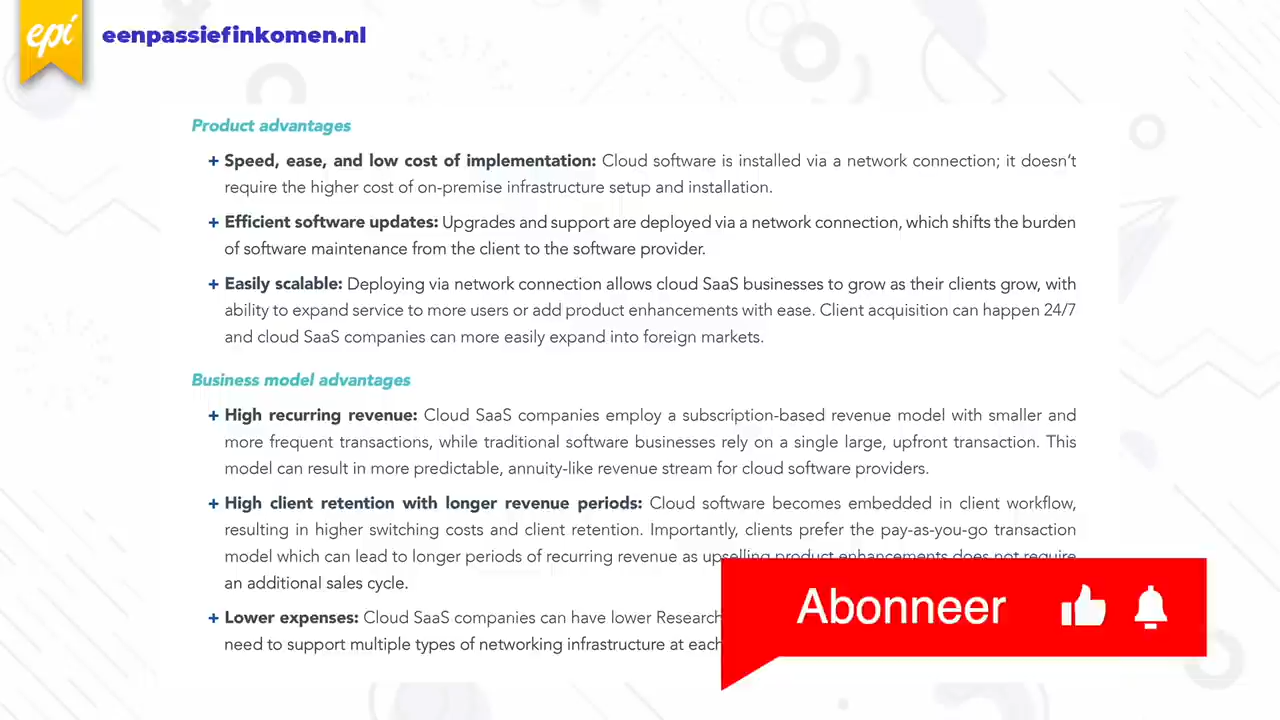 epi
eenpassiefinkomen.nl
Product advantages
+ Speed, ease, and low cost of implementation: Cloud software is installed via a network connection; it doesn't
require the higher cost of on-premise infrastructure setup and installation.
+ Efficient software updates: Upgrades and support are deployed via a network connection, which shifts the burden
of software maintenance from the client to the software provider.
+ Easily scalable: Deploying via network connection allows cloud SaaS businesses to grow as their clients grow, with
ability to expand service to more users or add product enhancements with ease. Client acquisition can happen 24/7
and cloud SaaS companies can more easily expand into foreign markets.
Business model advantages
+ High recurring revenue: Cloud SaaS companies employ a subscription-based revenue model with smaller and
more frequent transactions, while traditional software businesses rely on a single large, upfront transaction. This
model can result in more predictable, annuity-like revenue stream for cloud software providers.
+ High client retention with longer revenue periods: Cloud software becomes embedded in client workflow,
resulting in higher switching costs and client retention. Importantly, clients prefer the pay-as-you-go transaction
model which can lead to longer periods of recurring revenue as upselling product enhancements does not require
an additional sales cycle.
+ Lower expenses: Cloud SaaS companies can have lower Research
need to support multiple types of networking infrastructure at each
Abonneer